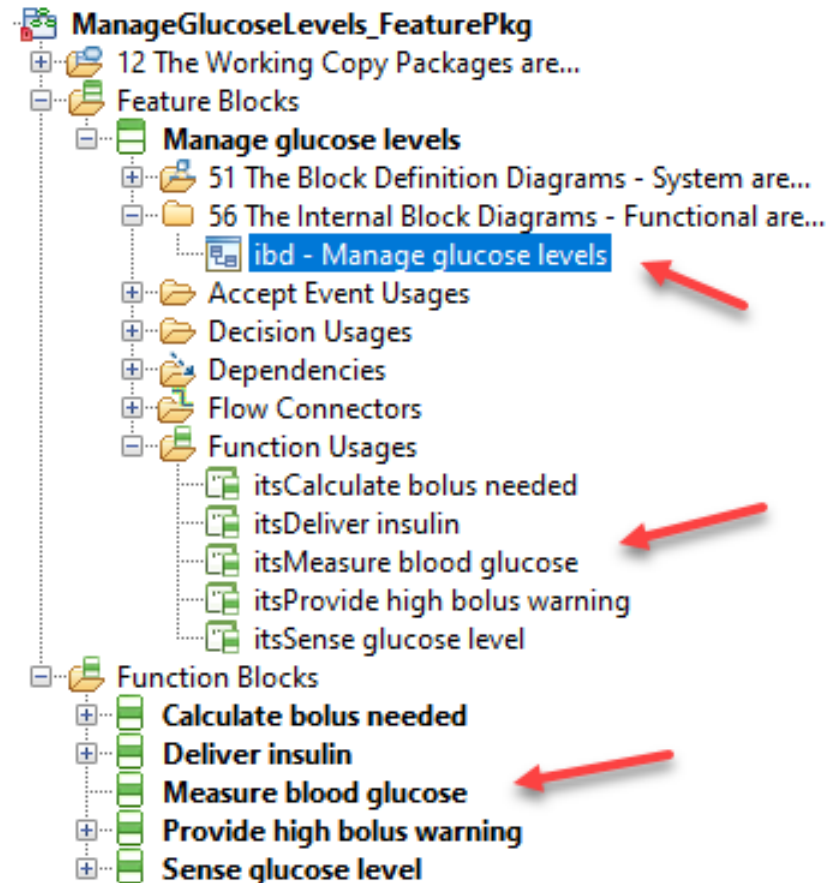 ManageGlucoseLevels_FeaturePkg
12 The Working Copy Packages are...
Feature Blocks
Manage glucose levels
51 The Block Definition Diagrams - System are...
56 The Internal Block Diagrams - Functional are...
ibd - Manage glucose levels
Accept Event Usages
Decision Usages
Dependencies
Flow Connectors
Function Usages
itsCalculate bolus needed
itsDeliver insulin
itsMeasure blood glucose
itsProvide high bolus warning
itsSense glucose level
Function Blocks
Calculate bolus needed
Deliver insulin
Measure blood glucose
Provide high bolus warning
Sense glucose level